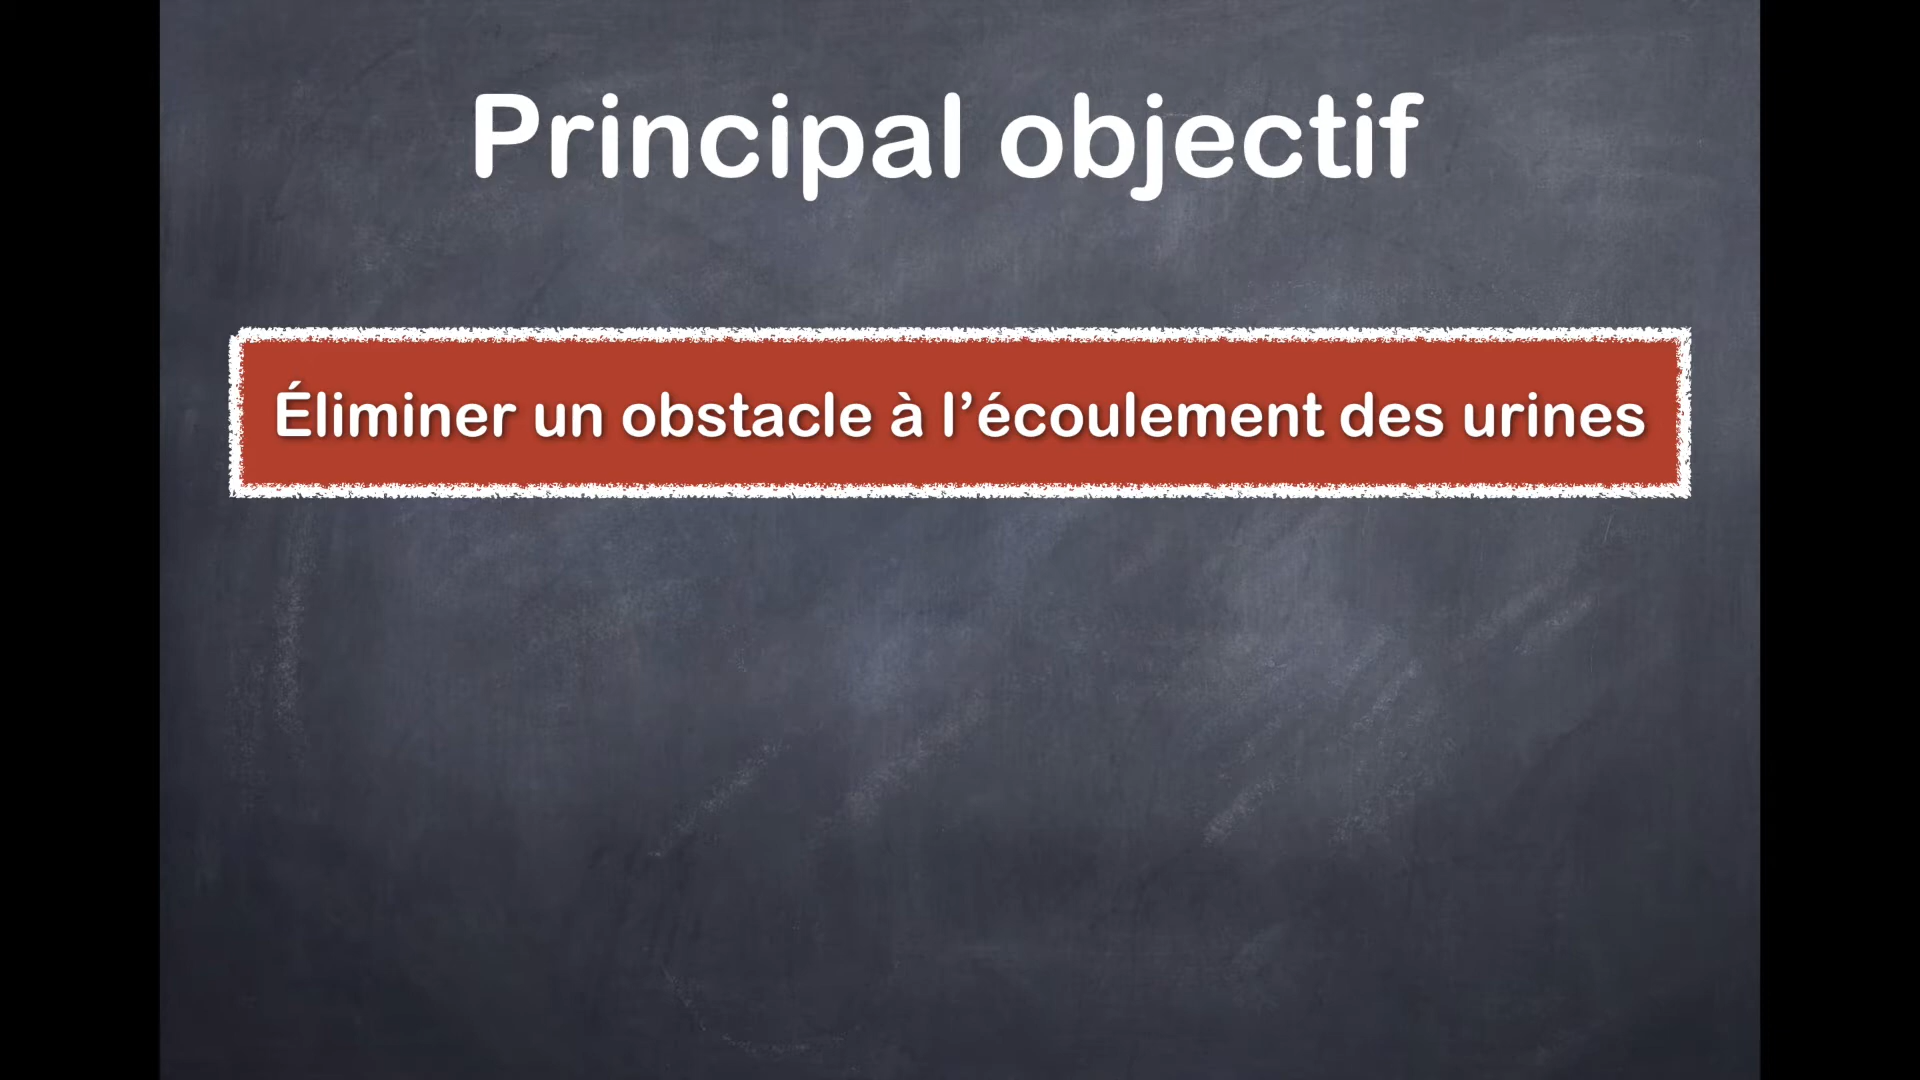 Principal objectif
Éliminer un obstacle à l’écoulement des urines